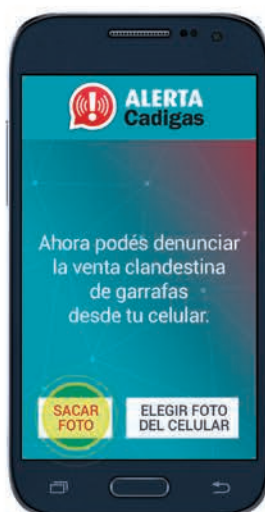 ALERTA
Cadigas
Ahora podés denunciar
la venta clandestina
de garrafas
desde tu celular.
SACAR
FOTO
ELEGIR FOTO
DEL CELULAR